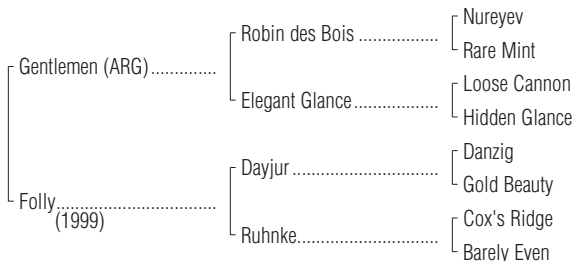 Nureyev
Robin des Bois ..................
Rare Mint
Gentlemen (ARG)..............
Loose Cannon
Elegant Glance...................
Hidden Glance
Danzig
Dayjur .................................
Gold Beauty
Folly....................................
(1999)
Cox's Ridge
Ruhnke................................
Barely Even